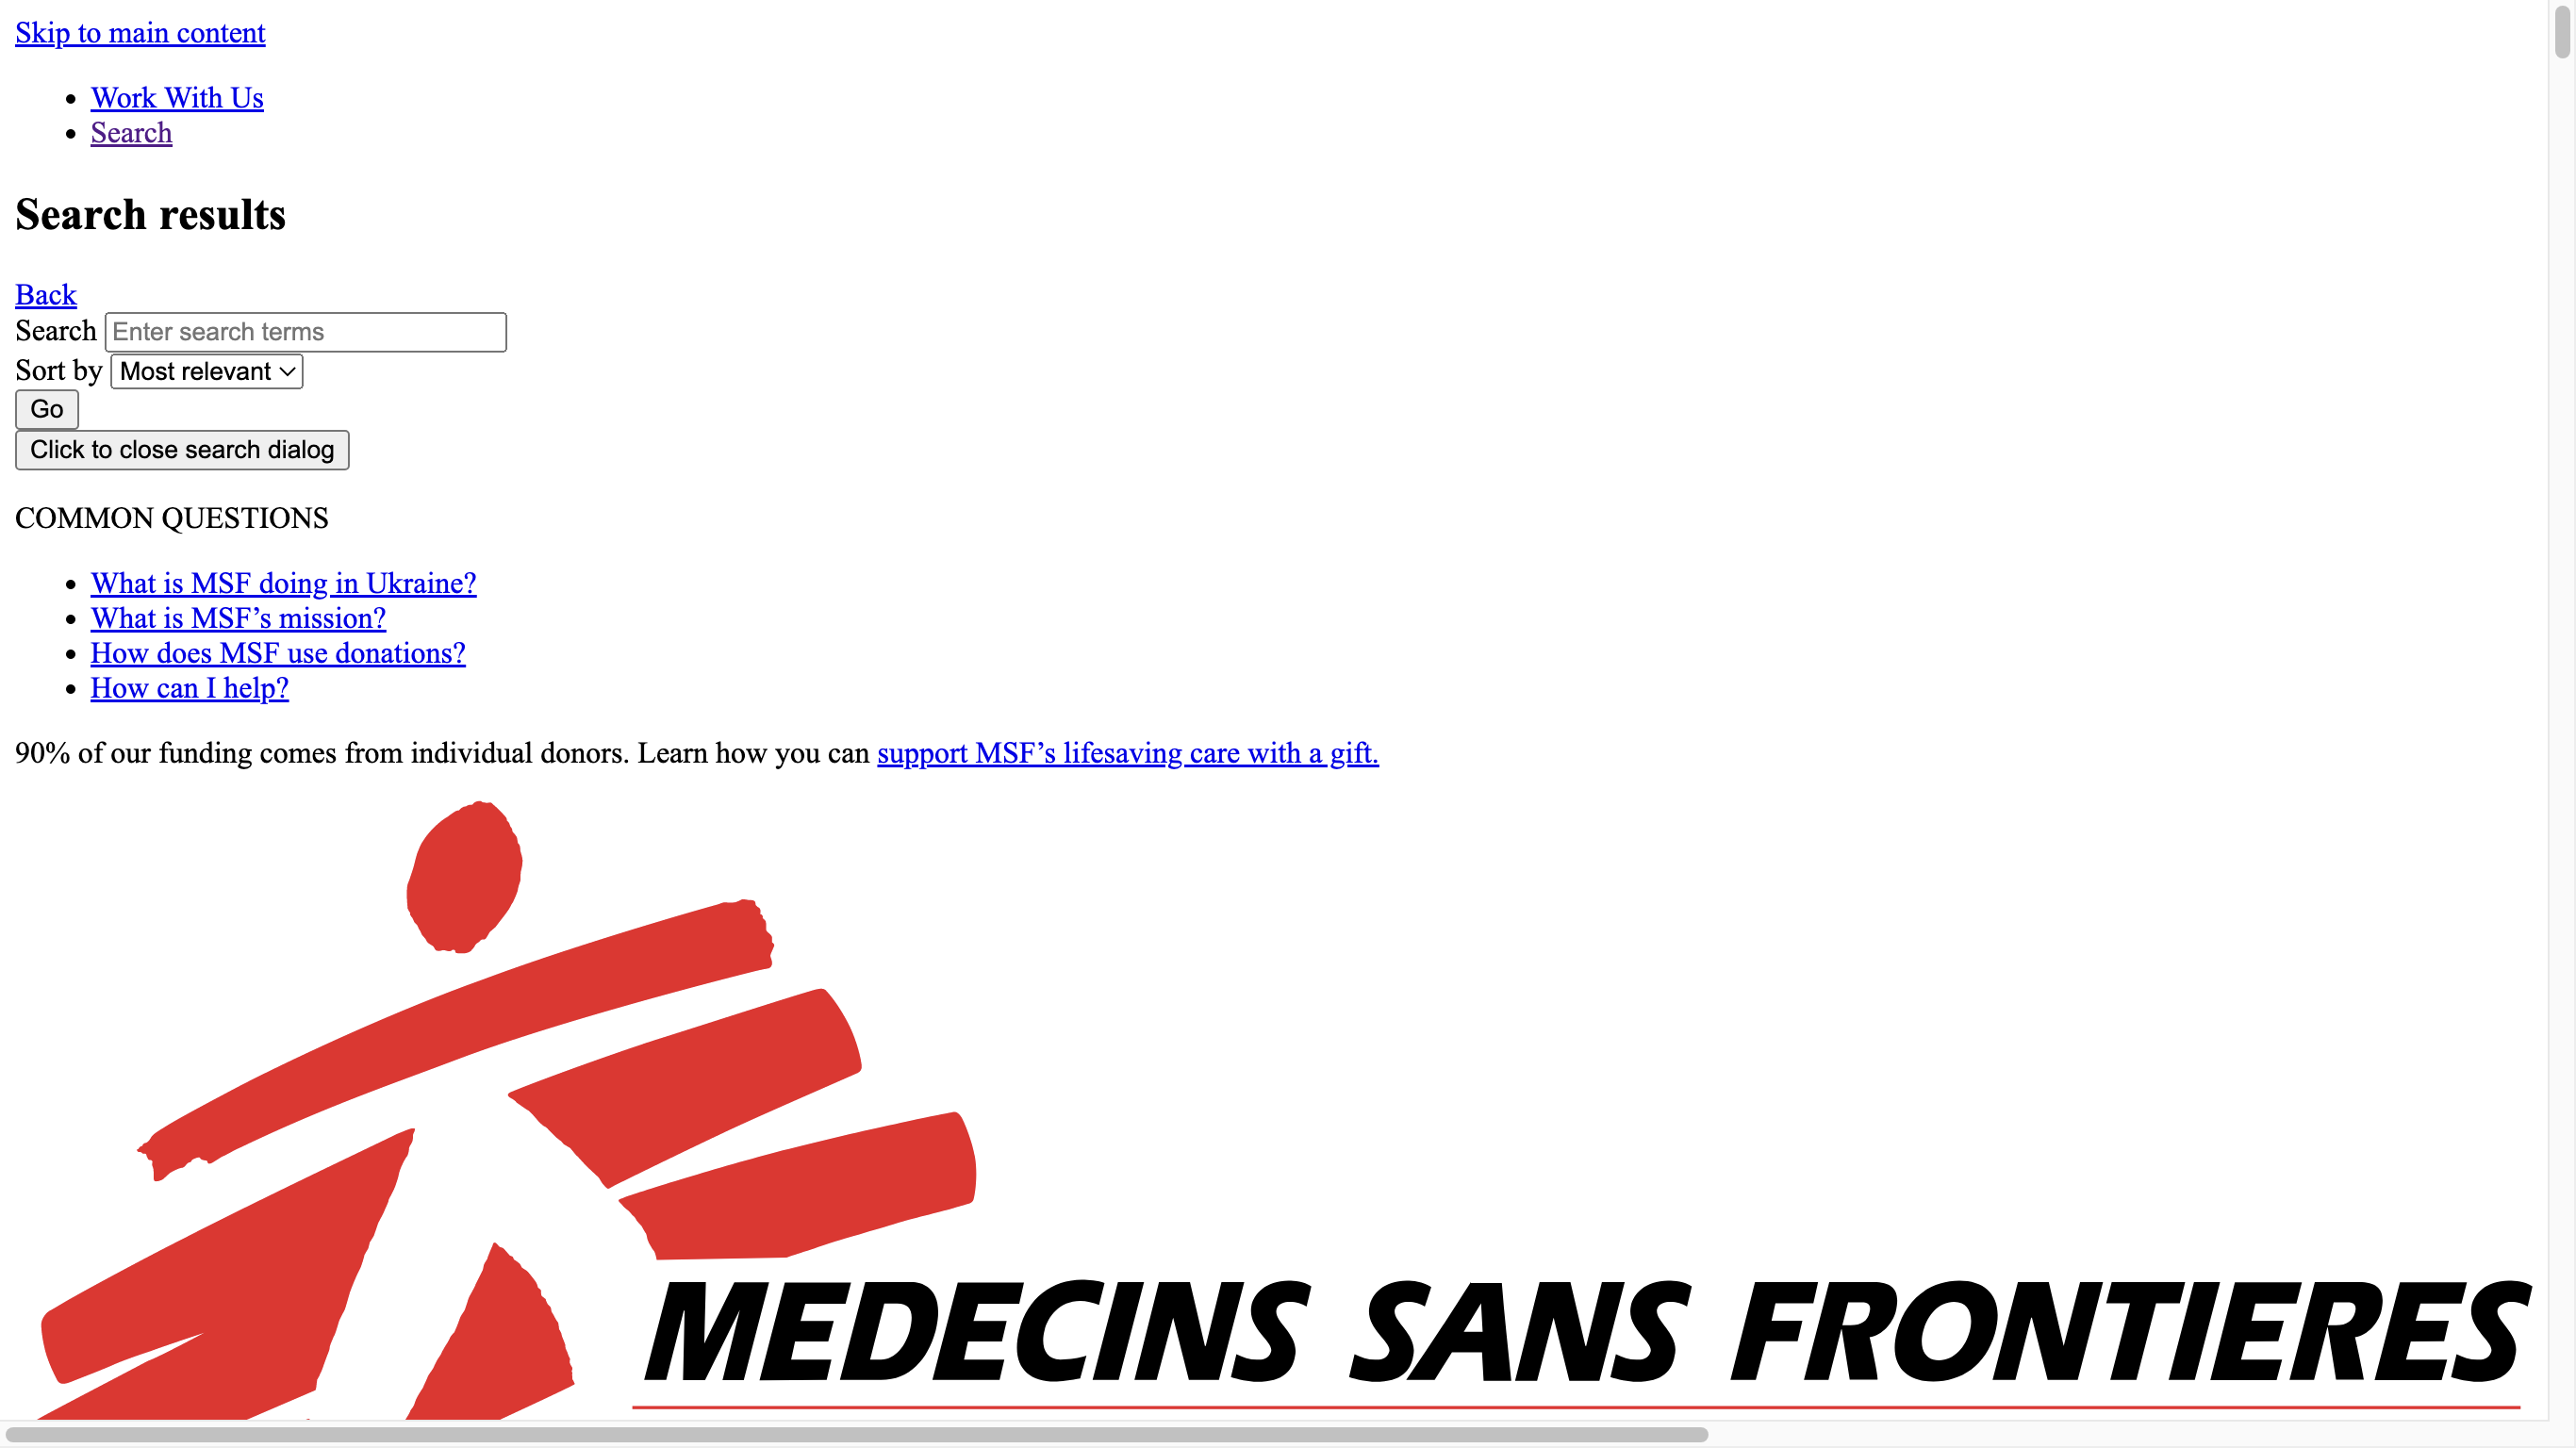 Skip to main content
Work With Us
Search
Search results
Back
Search Enter search terms
Sort by Most relevant
Go
Click to close search dialog
COMMON QUESTIONS
What is MSF doing in Ukraine?
What is MSF’s mission?
How does MSF use donations?
How can I help?
90% of our funding comes from individual donors. Learn how you can support MSF’s lifesaving care with a gift.
MEDECINS SANS FRONTIERES